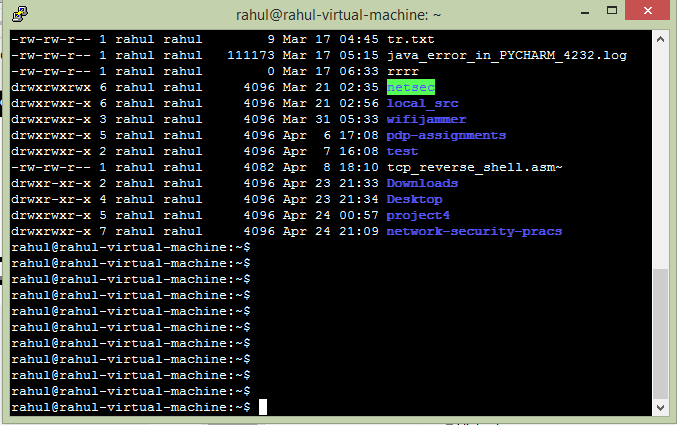 rahul@rahul-virtual-machine: ~
-rw-rw-r-- 1 rahul rahul 9 Mar 17 04:45 tr.txt
-rw-rw-r-- 1 rahul rahul 111173 Mar 17 05:15 java_error_in_PYCHARM_4232.log
-rw-rw-r-- 1 rahul rahul 0 Mar 17 06:33 rrrr
drwxrwxrwx 6 rahul rahul 4096 Mar 21 02:35 netsec
drwxrwxr-x 6 rahul rahul 4096 Mar 21 02:56 local_src
drwxrwxr-x 3 rahul rahul 4096 Mar 31 05:33 wifijammer
drwxrwxr-x 5 rahul rahul 4096 Apr 6 17:08 pdp-assignments
drwxrwxr-x 2 rahul rahul 4096 Apr 7 16:08 test
-rw-rw-r-- 1 rahul rahul 4082 Apr 8 18:10 tcp_reverse_shell.asm~
drwxr-xr-x 2 rahul rahul 4096 Apr 23 21:33 Downloads
drwxr-xr-x 4 rahul rahul 4096 Apr 23 21:34 Desktop
drwxrwxr-x 5 rahul rahul 4096 Apr 24 00:57 project4
drwxrwxr-x 7 rahul rahul 4096 Apr 24 21:09 network-security-pracs
rahul@rahul-virtual-machine:~$
rahul@rahul-virtual-machine:~$
rahul@rahul-virtual-machine:~$
rahul@rahul-virtual-machine:~$
rahul@rahul-virtual-machine:~$
rahul@rahul-virtual-machine:~$
rahul@rahul-virtual-machine:~$
rahul@rahul-virtual-machine:~$
rahul@rahul-virtual-machine:~$
rahul@rahul-virtual-machine:~$
rahul@rahul-virtual-machine:~$